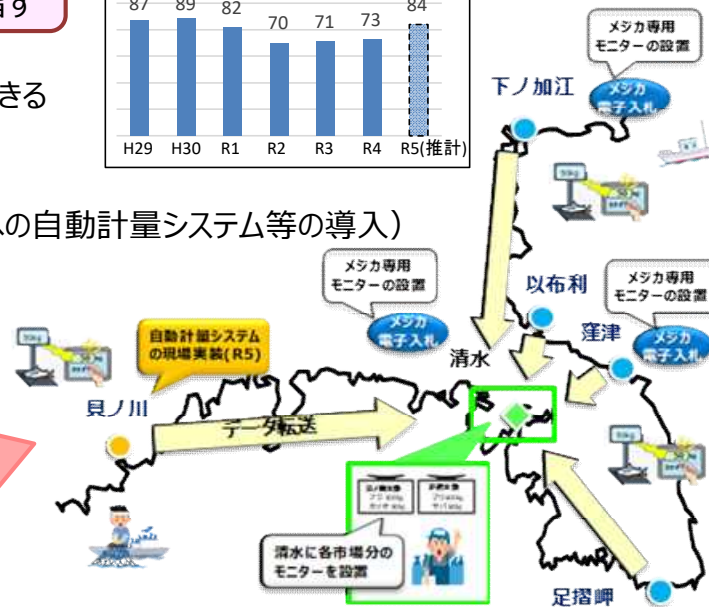 指す
87 89 82 70 71 73 84
H29 H30 R1 R2 R3 R4 R5(推計)
きる
への自動計量システム等の導入）
メジカ専用
モニターの設置
下ノ加江
メジカ
電子入札
メジカ専用
モニターの設置
メジカ
電子入札
以布利
メジカ専用
モニターの設置
窪津
メジカ
電子入札
清水
自動計量システム
の現場実装(R5)
貝ノ川
データ転送
清水に各市場分の
モニターを設置
足摺岬